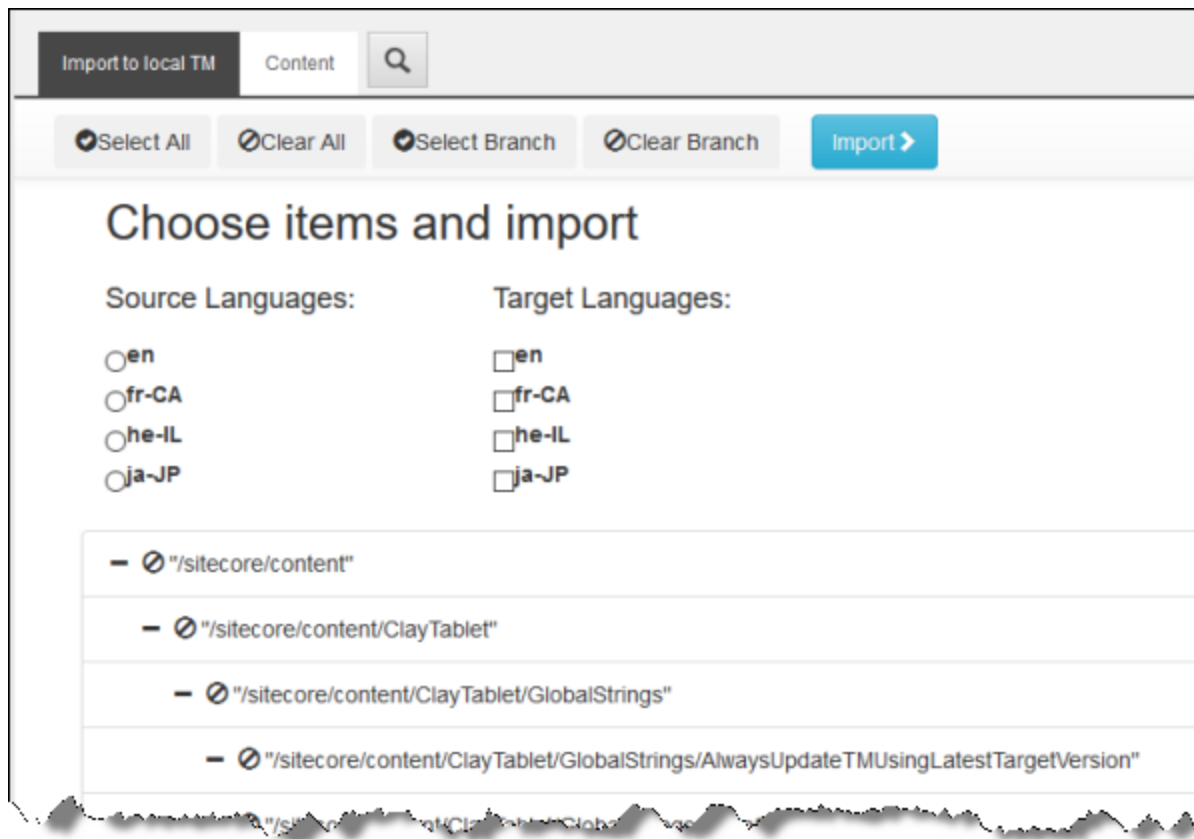 Import to local TM Content
Select All Clear All Select Branch Clear Branch Import
Choose items and import
Source Languages: Target Languages:
en en
fr-CA fr-CA
he-IL he-IL
ja-JP ja-JP
"/sitecore/content"
"/sitecore/content/ClayTablet"
"/sitecore/content/ClayTablet/GlobalStrings"
"/sitecore/content/ClayTablet/GlobalStrings/AlwaysUpdateTMUsingLatestTargetVersion"